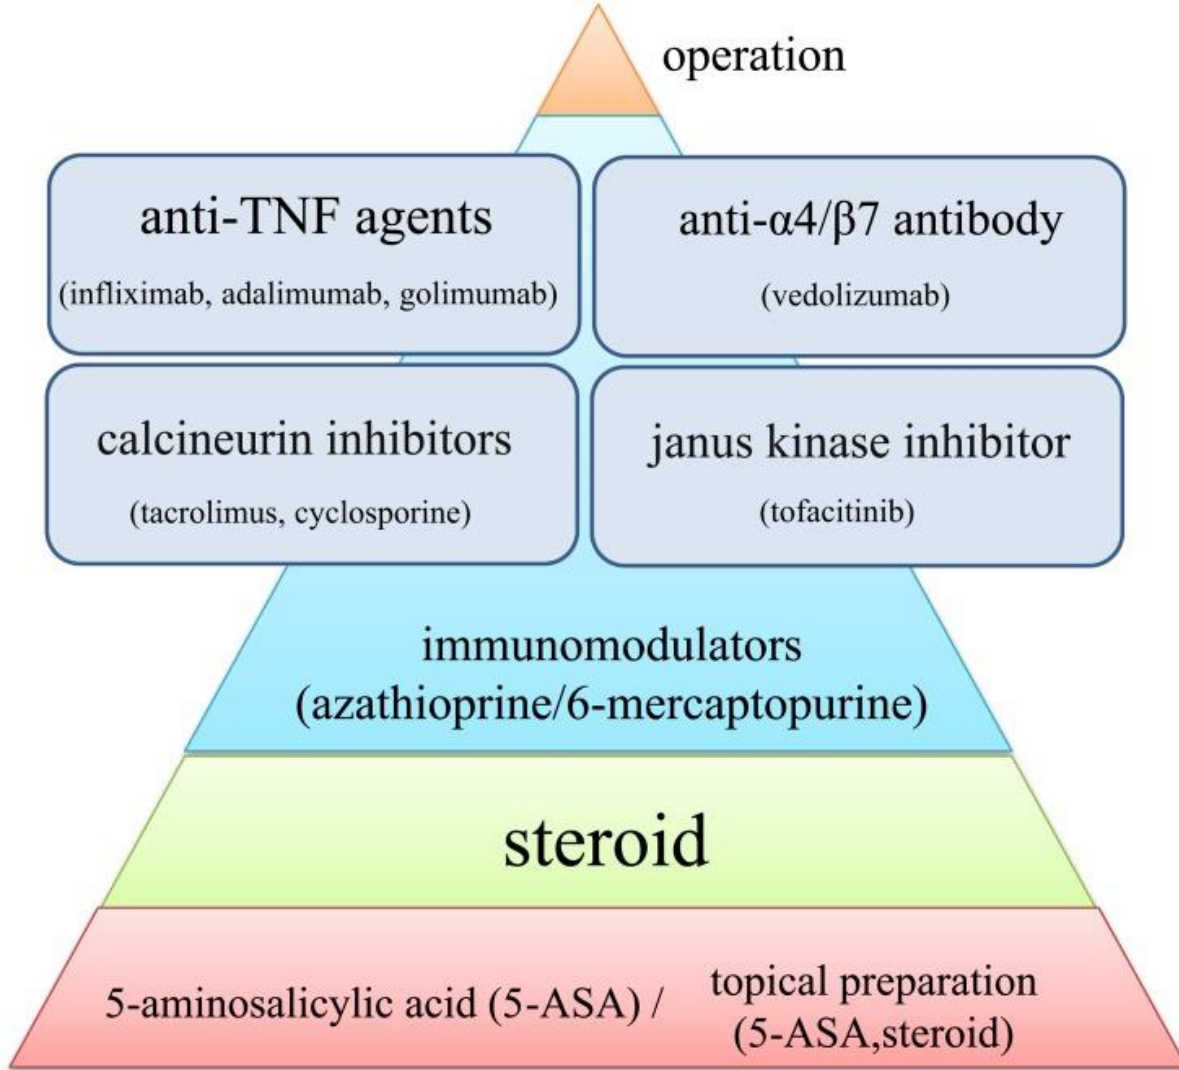 operation
anti-TNF agents
(infliximab, adalimumab, golimumab)
anti-α4/β7 antibody
(vedolizumab)
calcineurin inhibitors
(tacrolimus, cyclosporine)
janus kinase inhibitor
(tofacitinib)
immunomodulators
(azathioprine/6-mercaptopurine)
steroid
5-aminosalicylic acid (5-ASA) /
topical preparation
(5-ASA,steroid)